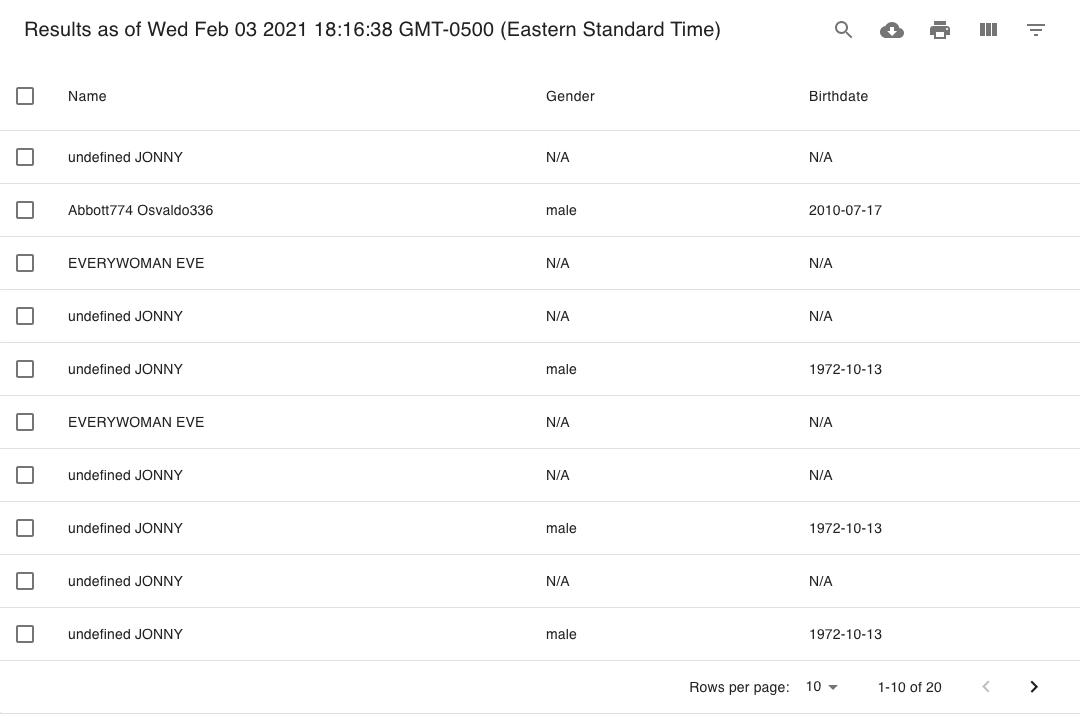 Results as of Wed Feb 03 2021 18:16:38 GMT-0500 (Eastern Standard Time)
Name Gender Birthdate
undefined JONNY N/A N/A
Abbott774 Osvaldo336 male 2010-07-17
EVERYWOMAN EVE N/A N/A
undefined JONNY N/A N/A
undefined JONNY male 1972-10-13
EVERYWOMAN EVE N/A N/A
undefined JONNY N/A N/A
undefined JONNY male 1972-10-13
undefined JONNY N/A N/A
undefined JONNY male 1972-10-13
Rows per page: 10 1-10 of 20